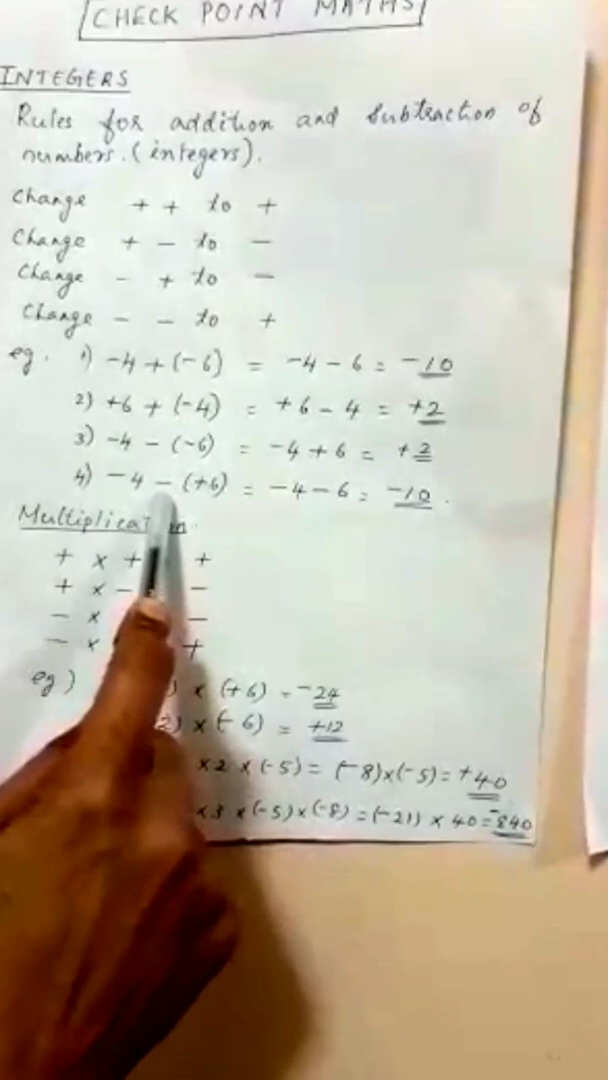 CHECK POINT MATHS
INTEGERS
Rules for addition and subtraction of
numbers. (integers).
Change + + to +
Change + - to -
Change - + to -
Change - - to +
eg. 1) -4 + (-6) = -4 - 6 = -10
2) +6 + (-4) = +6 - 4 = +2
3) -4 - (-6) = -4 + 6 = +2
4) -4 - (+6) = -4 - 6 = -10.
+ x + +
+ x - -
- x -
- x +
eg) ) x (+6) = -24
2) x (-6) = +12
x 2 x (-5) = (-8) x (-5) = +40
x 3 x (-5) x (-8) = (-21) x 40 = -840